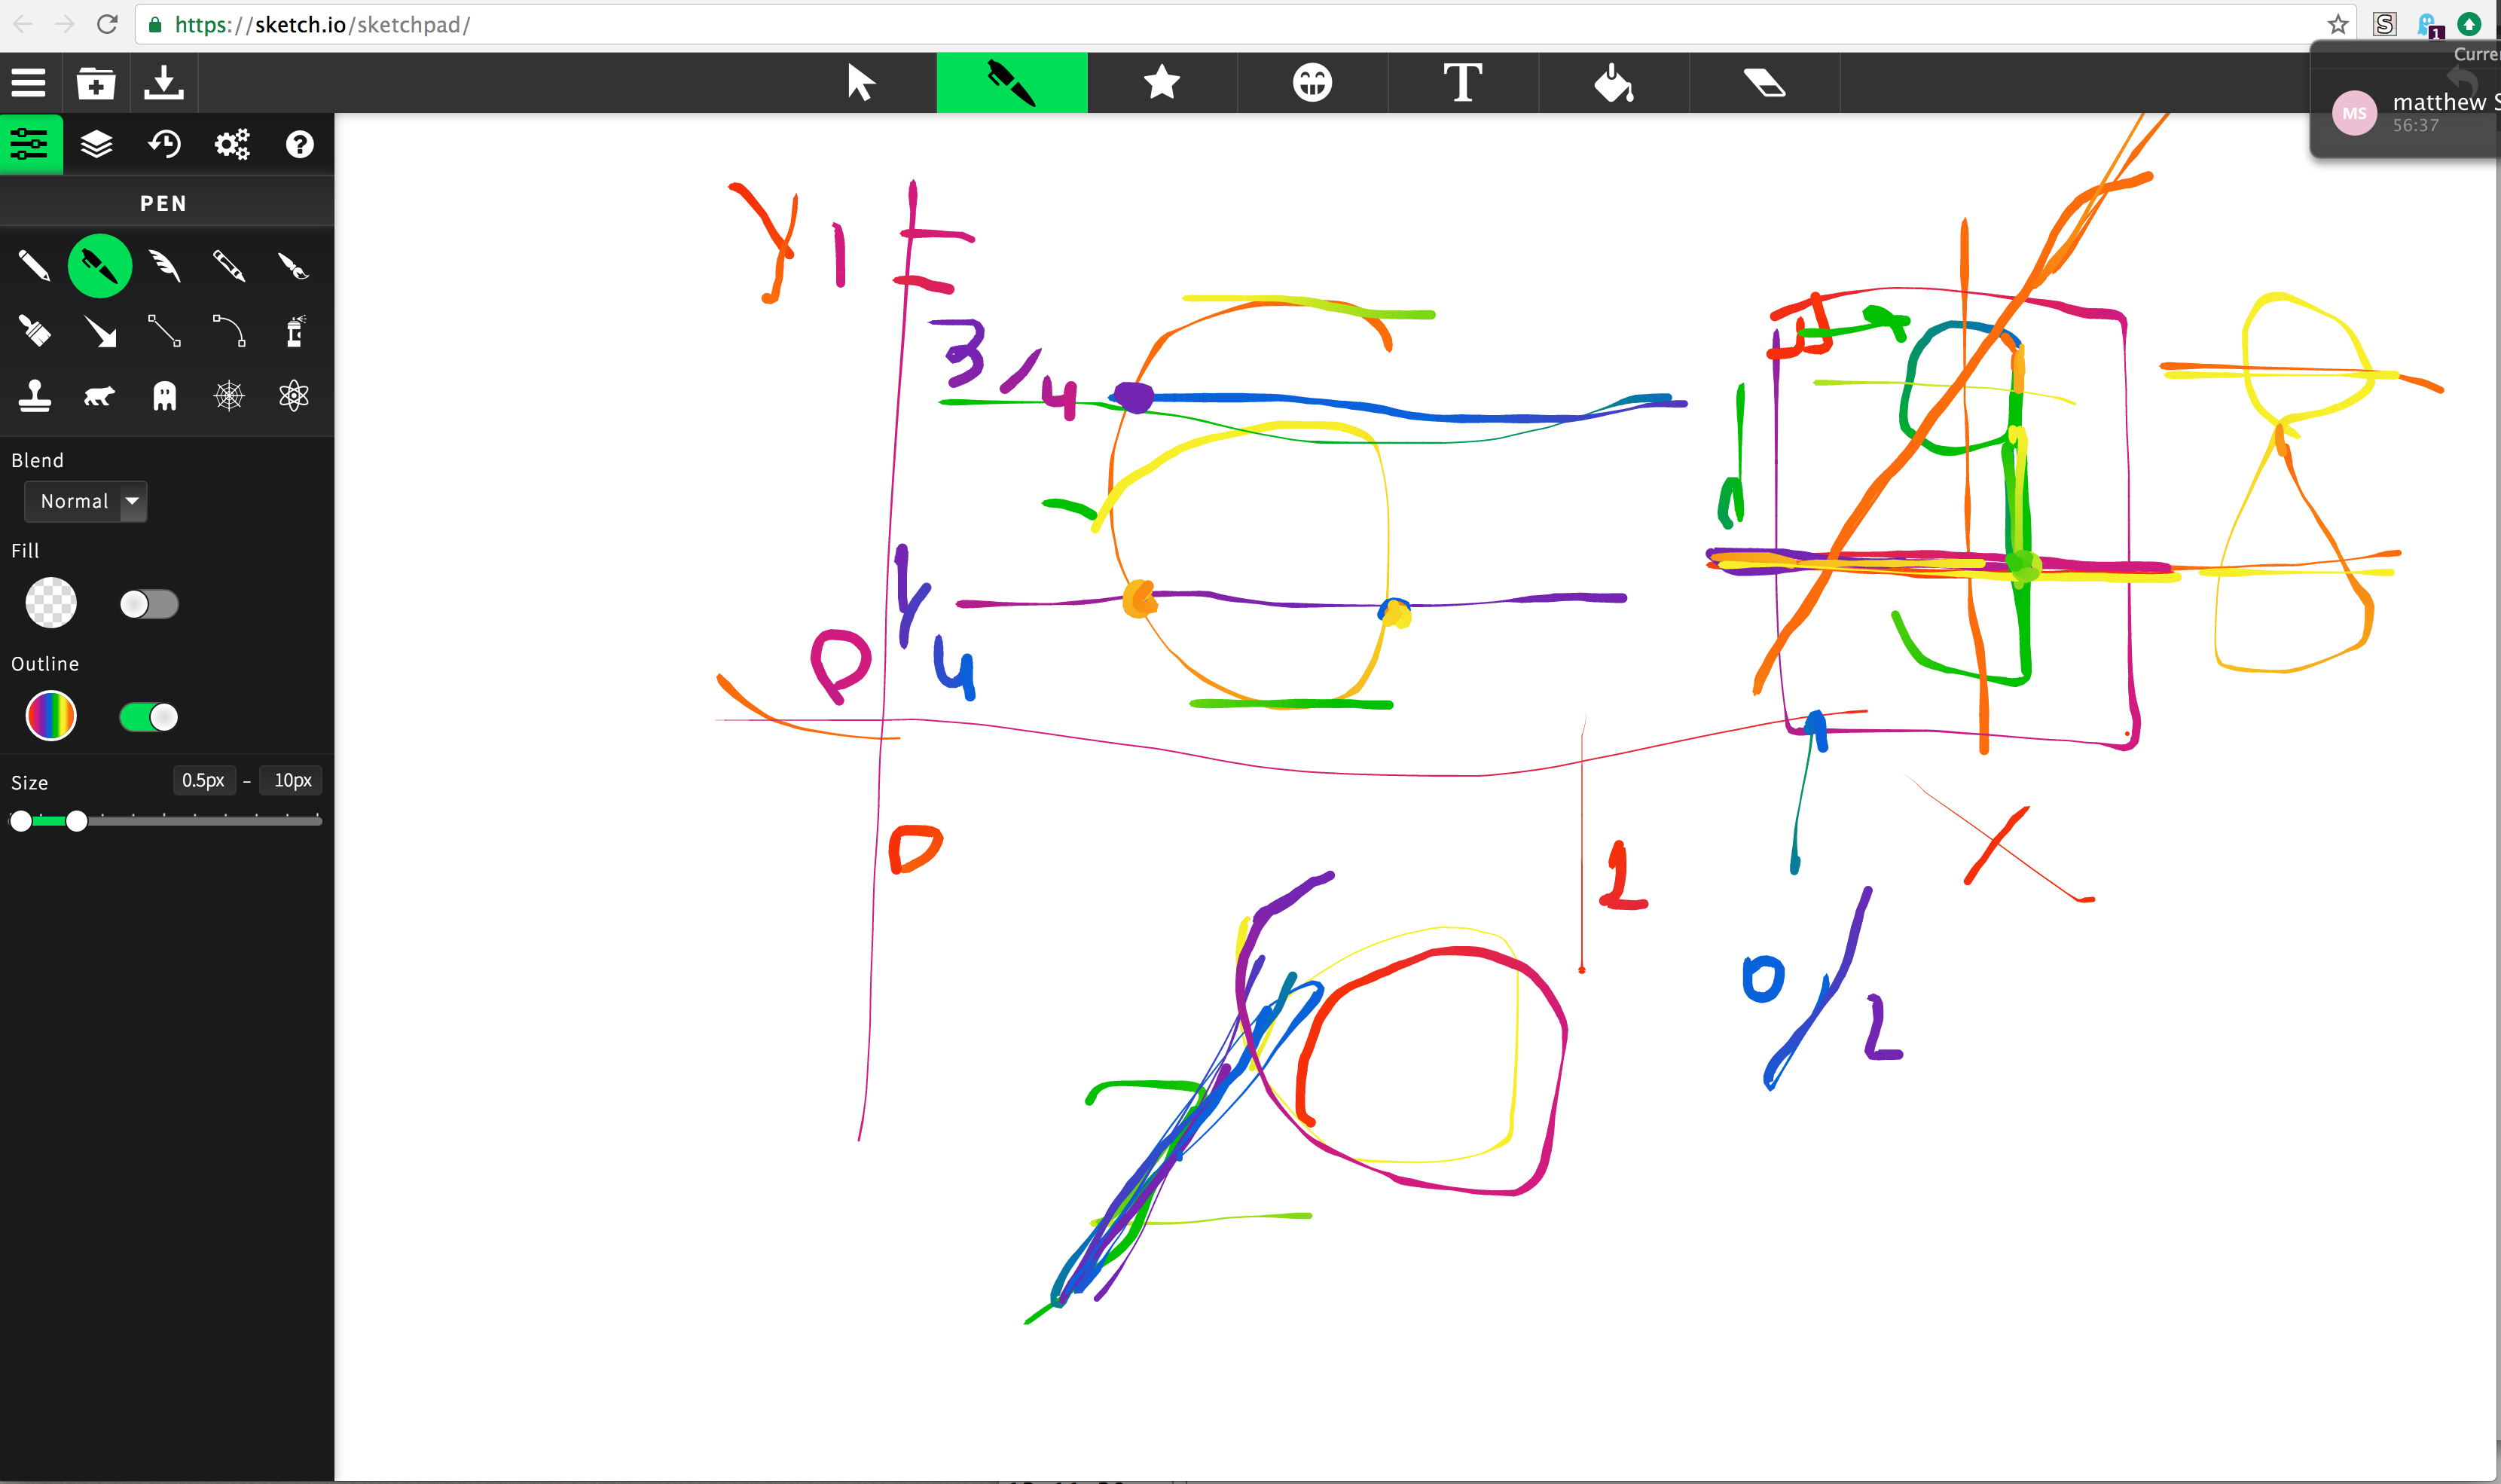 https://sketch.io/sketchpad/
S
1
Curre
T
MS
matthew S
56:37
?
PEN
Y 1
3/4
Blend
Normal
Fill
Outline
1/4
0
Size 0.5px – 10px
0
1
X
0/2